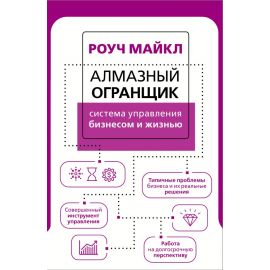 РОУЧ МАЙКЛ
АЛМАЗНЫЙ
ОГРАНЩИК
система управления
бизнесом и жизнью
Типичные проблемы
бизнеса и их реальные
решения
Совершенный
инструмент
управления
Работа
на долгосрочную
перспективу